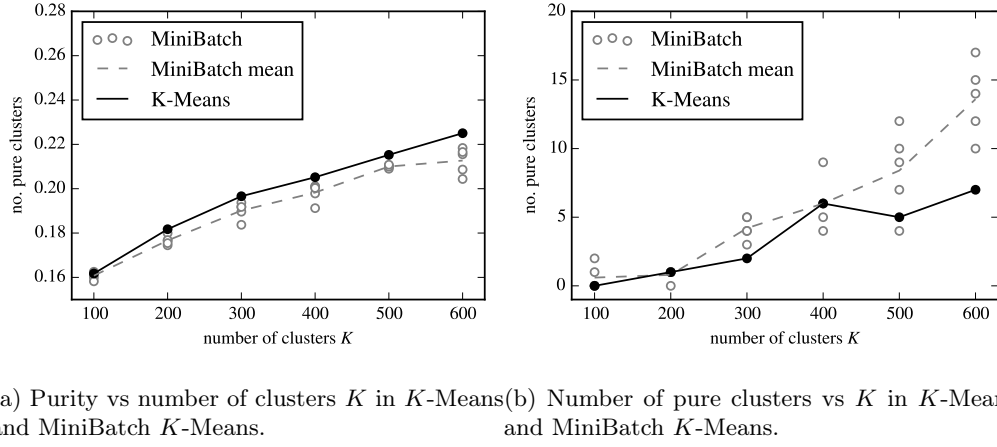 0.28
0.26
0.24
0.22
0.20
0.18
0.16
no. pure clusters
MiniBatch
MiniBatch mean
K-Means
100 200 300 400 500 600
number of clusters K
20
15
10
5
0
no. pure clusters
MiniBatch
MiniBatch mean
K-Means
100 200 300 400 500 600
number of clusters K
a) Purity vs number of clusters K in K-Means
and MiniBatch K-Means.
(b) Number of pure clusters vs K in K-Mean
and MiniBatch K-Means.